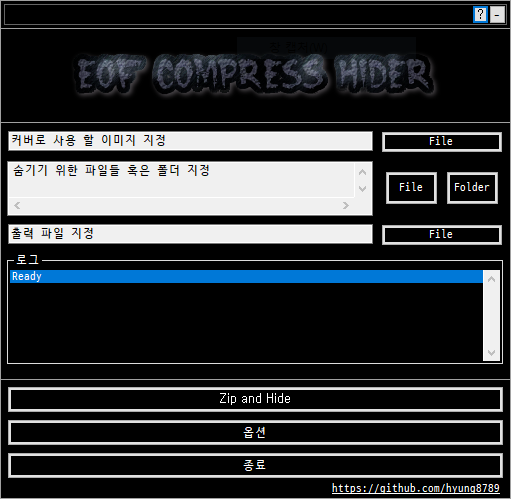 ? -
EOF COMPRESS HIDER
커버로 사용 할 이미지 지정
File
숨기기 위한 파일들 혹은 폴더 지정
File Folder
출력 파일 지정
File
로그
Ready
Zip and Hide
옵션
종료
https://github.com/hyung8789